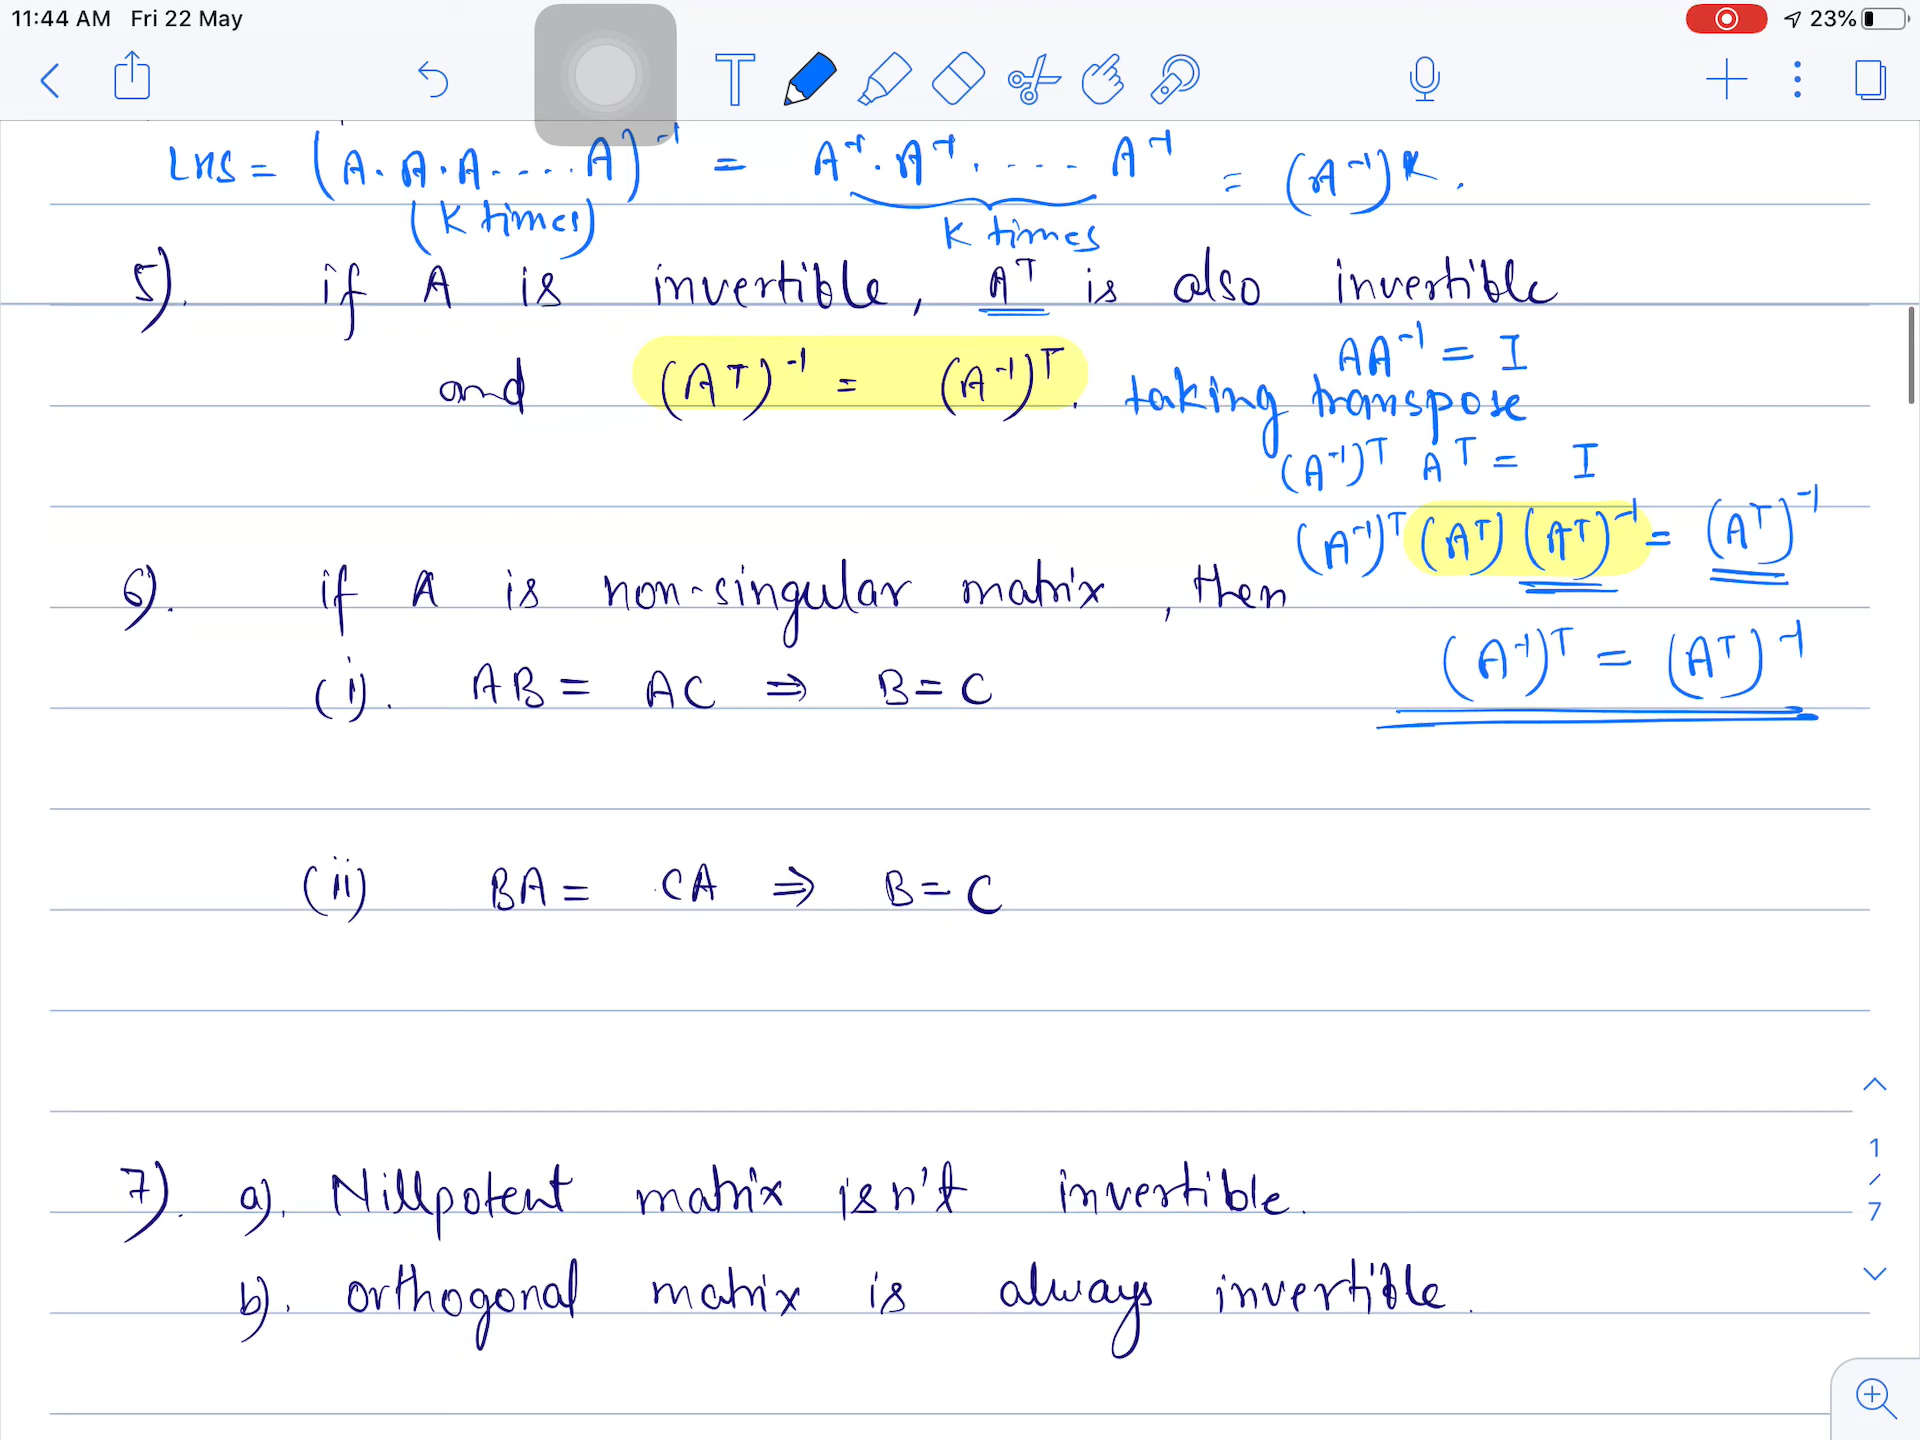 11:44 AM Fri 22 May 23%
LHS = (A·A·A·...·A)⁻¹ = A⁻¹·A⁻¹·...·A⁻¹ = (A⁻¹)ᴷ.
(K times) K times
5). if A is invertible, Aᵀ is also invertible
AA⁻¹ = I
and (Aᵀ)⁻¹ = (A⁻¹)ᵀ. taking transpose
(A⁻¹)ᵀ Aᵀ = I
(A⁻¹)ᵀ (Aᵀ) (Aᵀ)⁻¹ = (Aᵀ)⁻¹
6). if A is non-singular matrix, then
(A⁻¹)ᵀ = (Aᵀ)⁻¹
(i). AB = AC ⇒ B = C
(ii) BA = CA ⇒ B = C
7). a). Nillpotent matrix isn't invertible.
b). orthogonal matrix is always invertible.
1
/
7